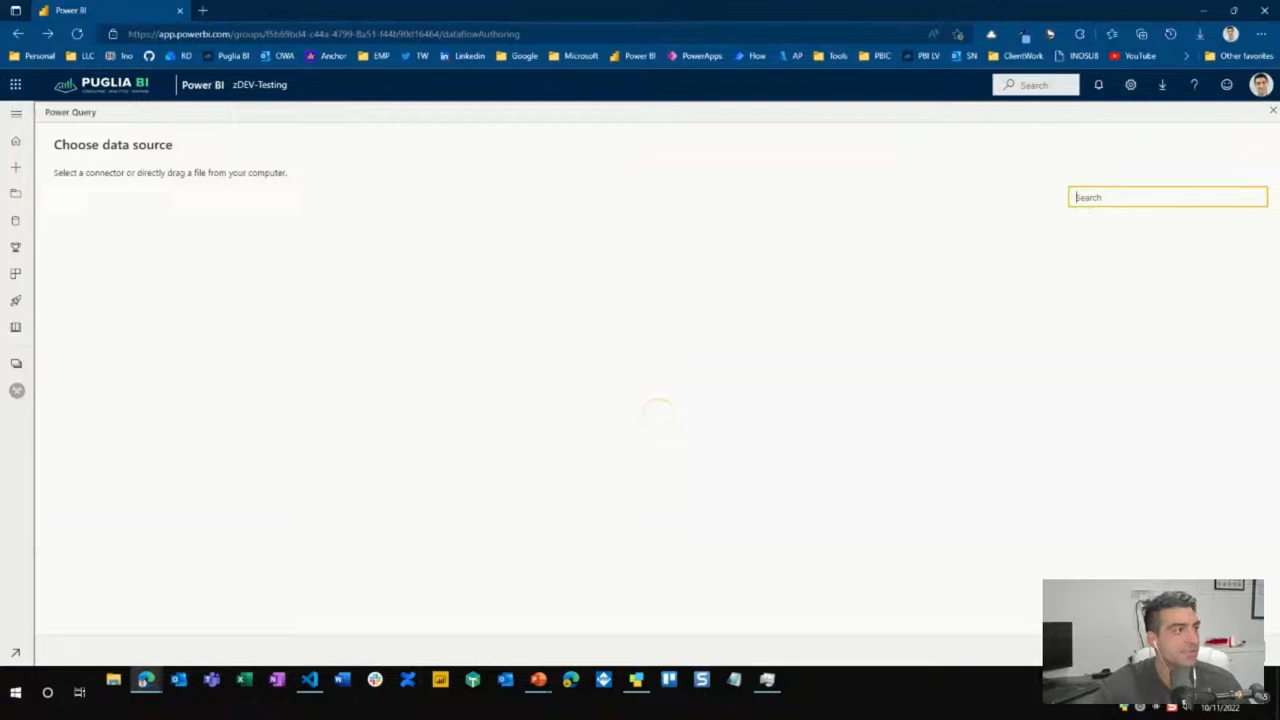 Power BI
https://app.powerbi.com/groups/f5b69bd4-c44a-4799-8a51-f44b90d16464/dataflowAuthoring
Personal LLC Ino RD Puglia BI OWA Anchor EMP TW Linkedin Google Microsoft Power BI PowerApps Flow AP Tools PBIC PBI LV SN ClientWork INOSUB YouTube Other favorites
PUGLIA BI Power BI zDEV-Testing Search
Power Query
Choose data source
Select a connector or directly drag a file from your computer.
Search
10/11/2022